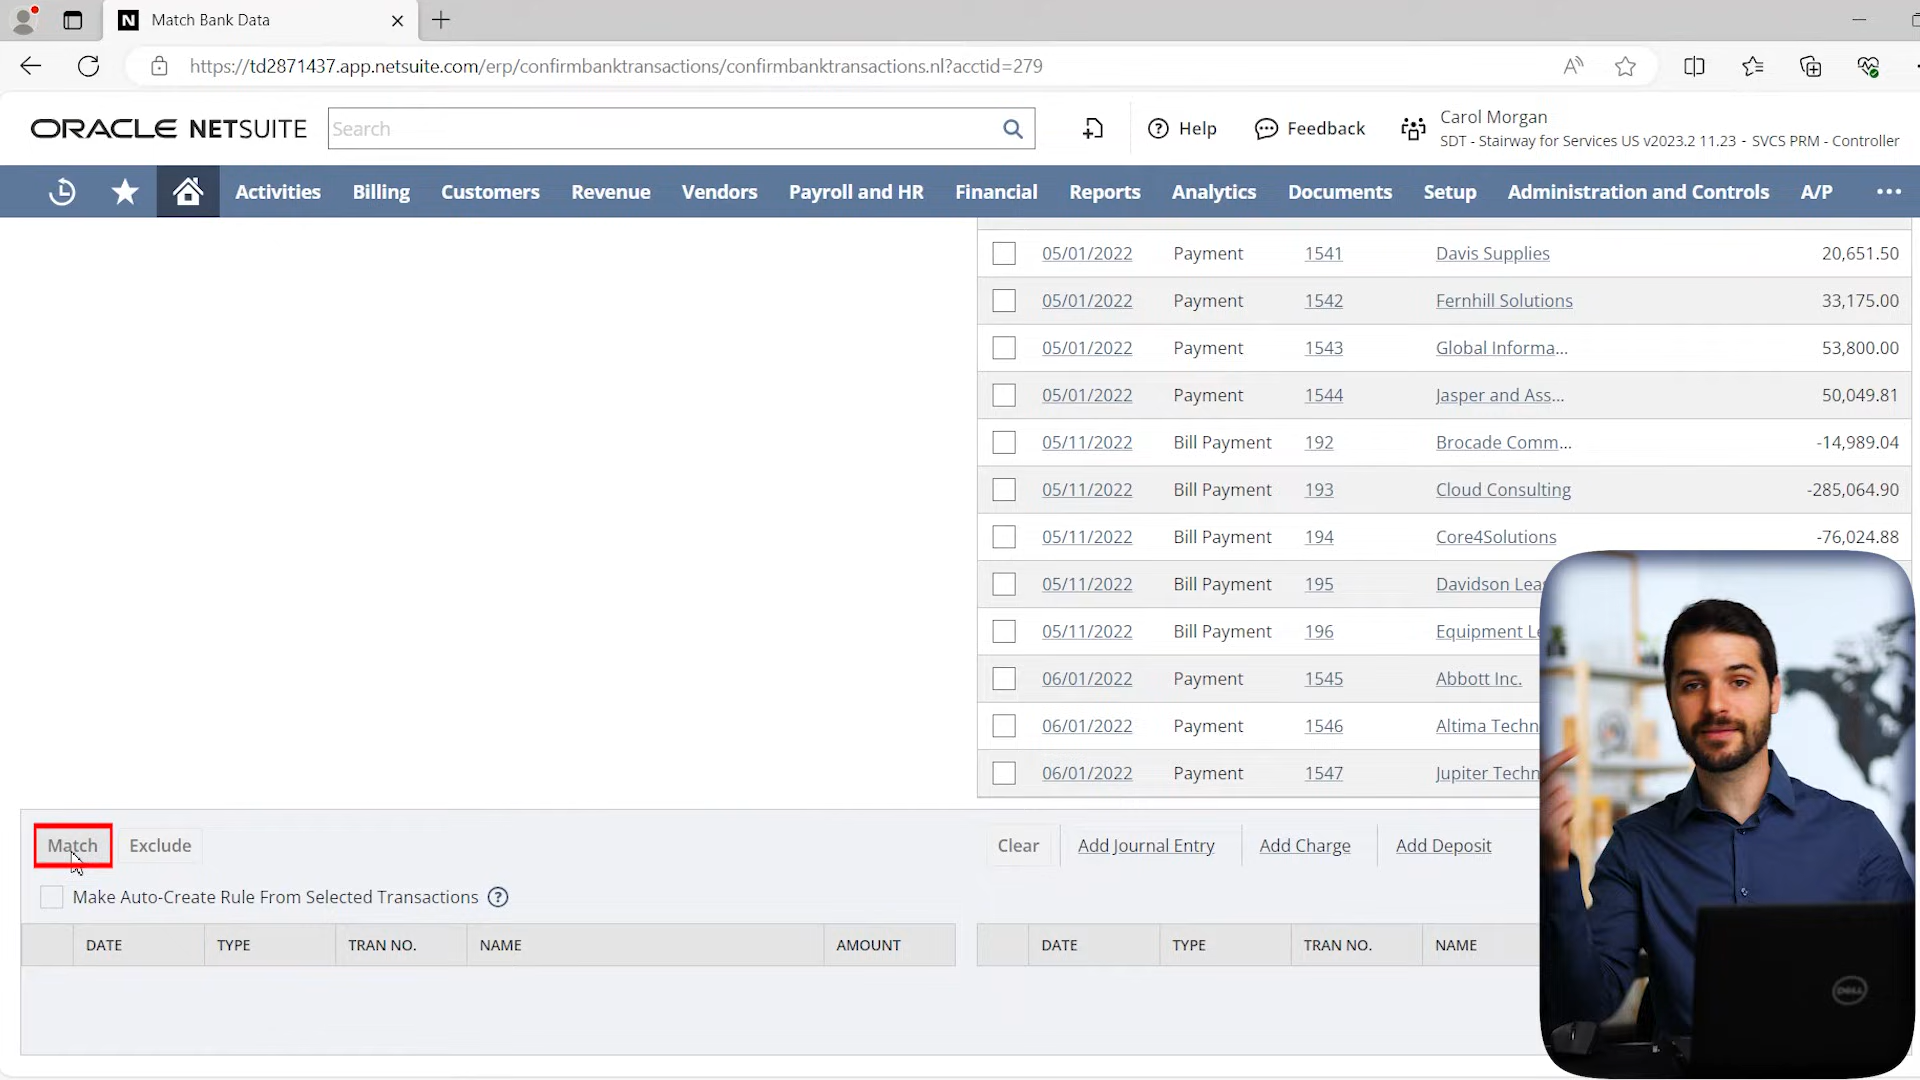 Match Bank Data
https://td2871437.app.netsuite.com/erp/confirmbanktransactions/confirmbanktransactions.nl?acctid=279
ORACLE NETSUITE
Search
Help
Feedback
Carol Morgan
SDT - Stairway for Services US v2023.2 11.23 - SVCS PRM - Controller
Activities Billing Customers Revenue Vendors Payroll and HR Financial Reports Analytics Documents Setup Administration and Controls A/P
05/01/2022 Payment 1541 Davis Supplies 20,651.50
05/01/2022 Payment 1542 Fernhill Solutions 33,175.00
05/01/2022 Payment 1543 Global Informa... 53,800.00
05/01/2022 Payment 1544 Jasper and Ass... 50,049.81
05/11/2022 Bill Payment 192 Brocade Comm... -14,989.04
05/11/2022 Bill Payment 193 Cloud Consulting -285,064.90
05/11/2022 Bill Payment 194 Core4Solutions -76,024.88
05/11/2022 Bill Payment 195 Davidson Lea
05/11/2022 Bill Payment 196 Equipment Le
06/01/2022 Payment 1545 Abbott Inc.
06/01/2022 Payment 1546 Altima Techn
06/01/2022 Payment 1547 Jupiter Techn
Match Exclude Clear Add Journal Entry Add Charge Add Deposit
Make Auto-Create Rule From Selected Transactions
DATE TYPE TRAN NO. NAME AMOUNT DATE TYPE TRAN NO. NAME
DELL